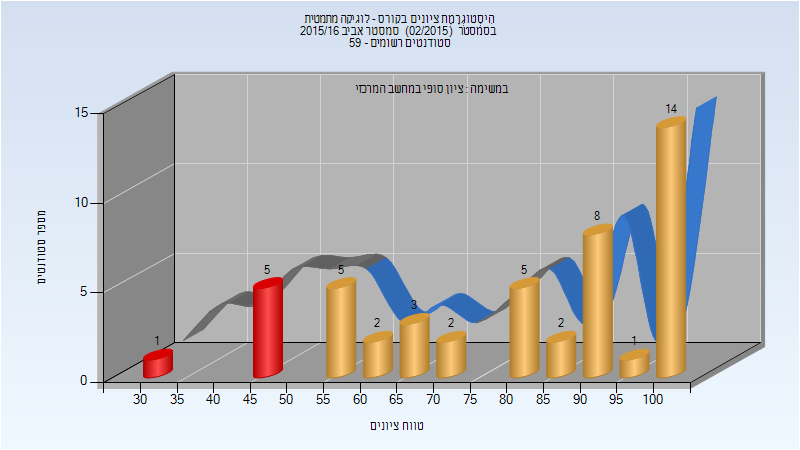 היסטוגרמת ציונים בקורס - לוגיקה מתמטית
בסמסטר (02/2015) סמסטר אביב 2015/16
סטודנטים רשומים - 59
במשימה : ציון סופי במחשב המרכזי
מספר סטודנטים
15
10
5
0
1
5
5
2
3
2
5
2
8
1
14
30 35 45 50 55 60 65 70 75 80 85 90 95 100
טווח ציונים